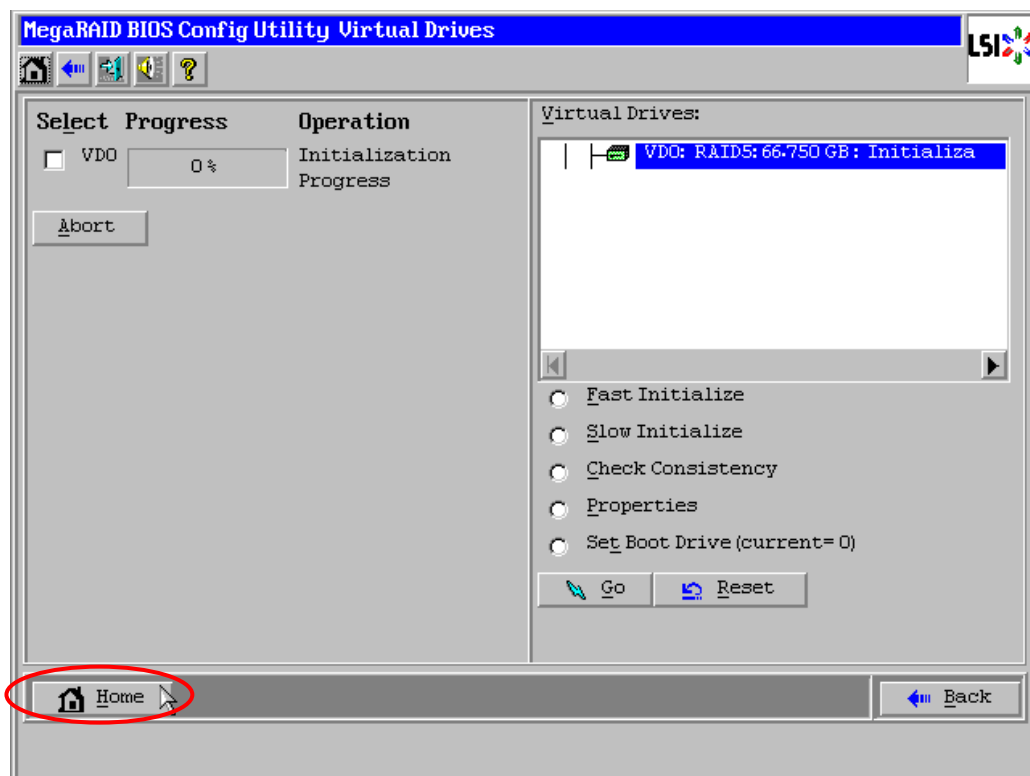 MegaRAID BIOS Config Utility Virtual Drives
LSI
Select Progress Operation
VD0 0% Initialization
Progress
Abort
Virtual Drives:
VD0: RAID5: 66.750 GB: Initializa
Fast Initialize
Slow Initialize
Check Consistency
Properties
Set Boot Drive (current= 0)
Go Reset
Home Back